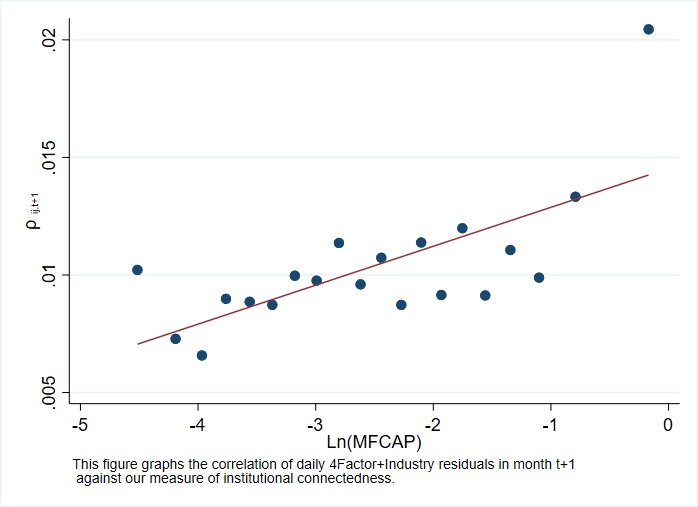 .02
.015
.01
.005
ρ ij,t+1
-5 -4 -3 -2 -1 0
Ln(MFCAP)
This figure graphs the correlation of daily 4Factor+Industry residuals in month t+1
against our measure of institutional connectedness.